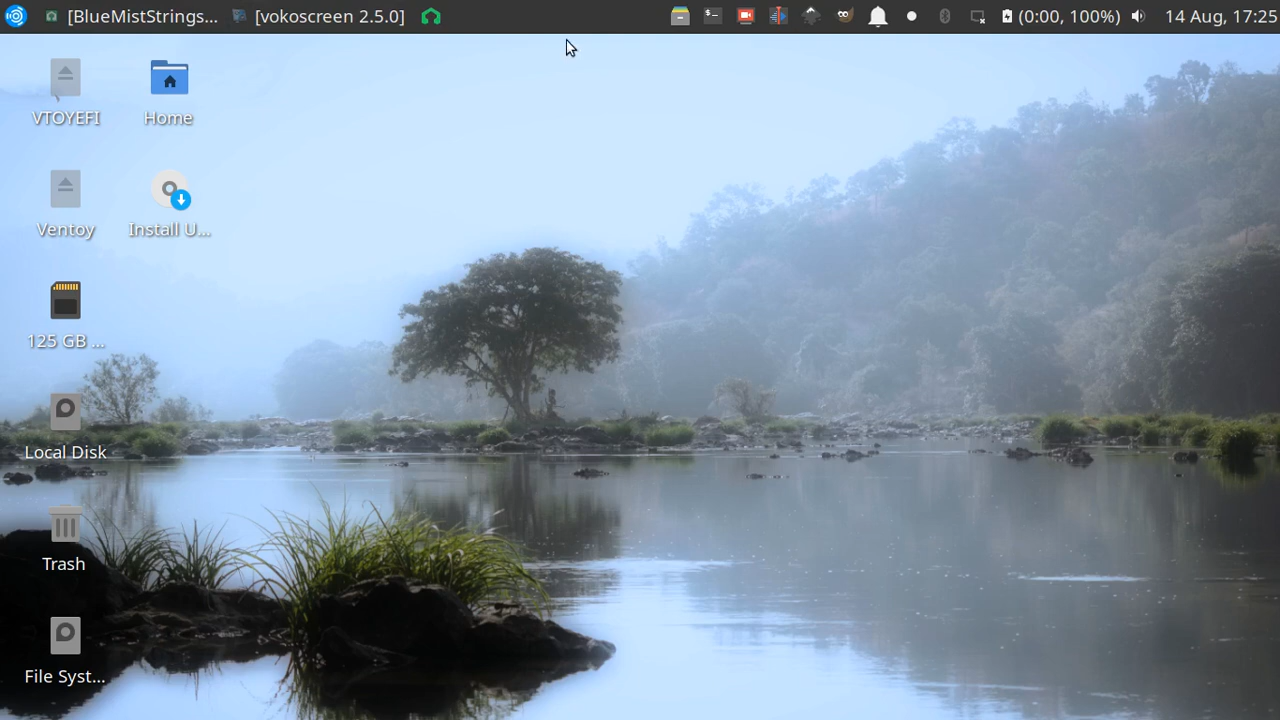 [BlueMistStrings... [vokoscreen 2.5.0] (0:00, 100%) 14 Aug, 17:25
VTOYEFI Home
Ventoy Install U...
125 GB ...
Local Disk
Trash
File Syst...